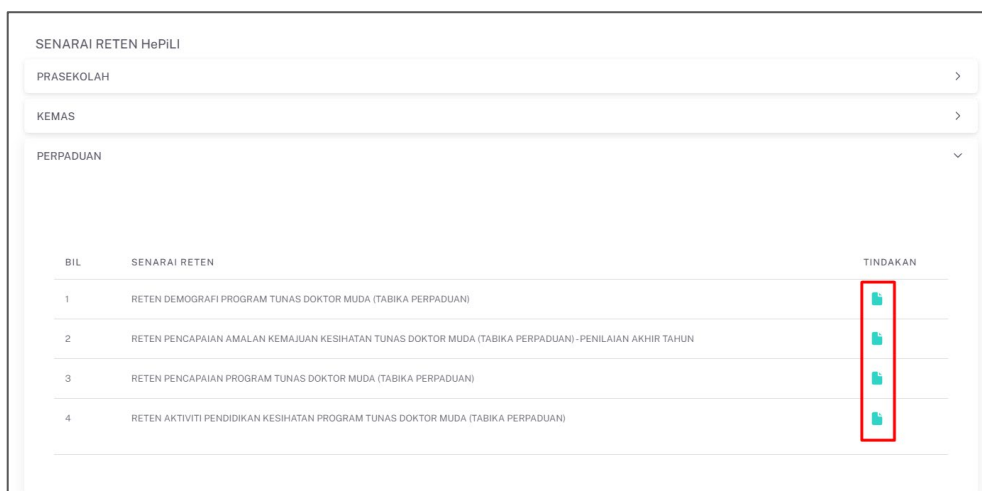 SENARAI RETEN HePiLI
PRASEKOLAH
KEMAS
PERPADUAN
BIL SENARAI RETEN TINDAKAN
1 RETEN DEMOGRAFI PROGRAM TUNAS DOKTOR MUDA (TABIKA PERPADUAN)
2 RETEN PENCAPAIAN AMALAN KEMAJUAN KESIHATAN TUNAS DOKTOR MUDA (TABIKA PERPADUAN) -PENILAIAN AKHIR TAHUN
3 RETEN PENCAPAIAN PROGRAM TUNAS DOKTOR MUDA (TABIKA PERPADUAN)
4 RETEN AKTIVITI PENDIDIKAN KESIHATAN PROGRAM TUNAS DOKTOR MUDA (TABIKA PERPADUAN)